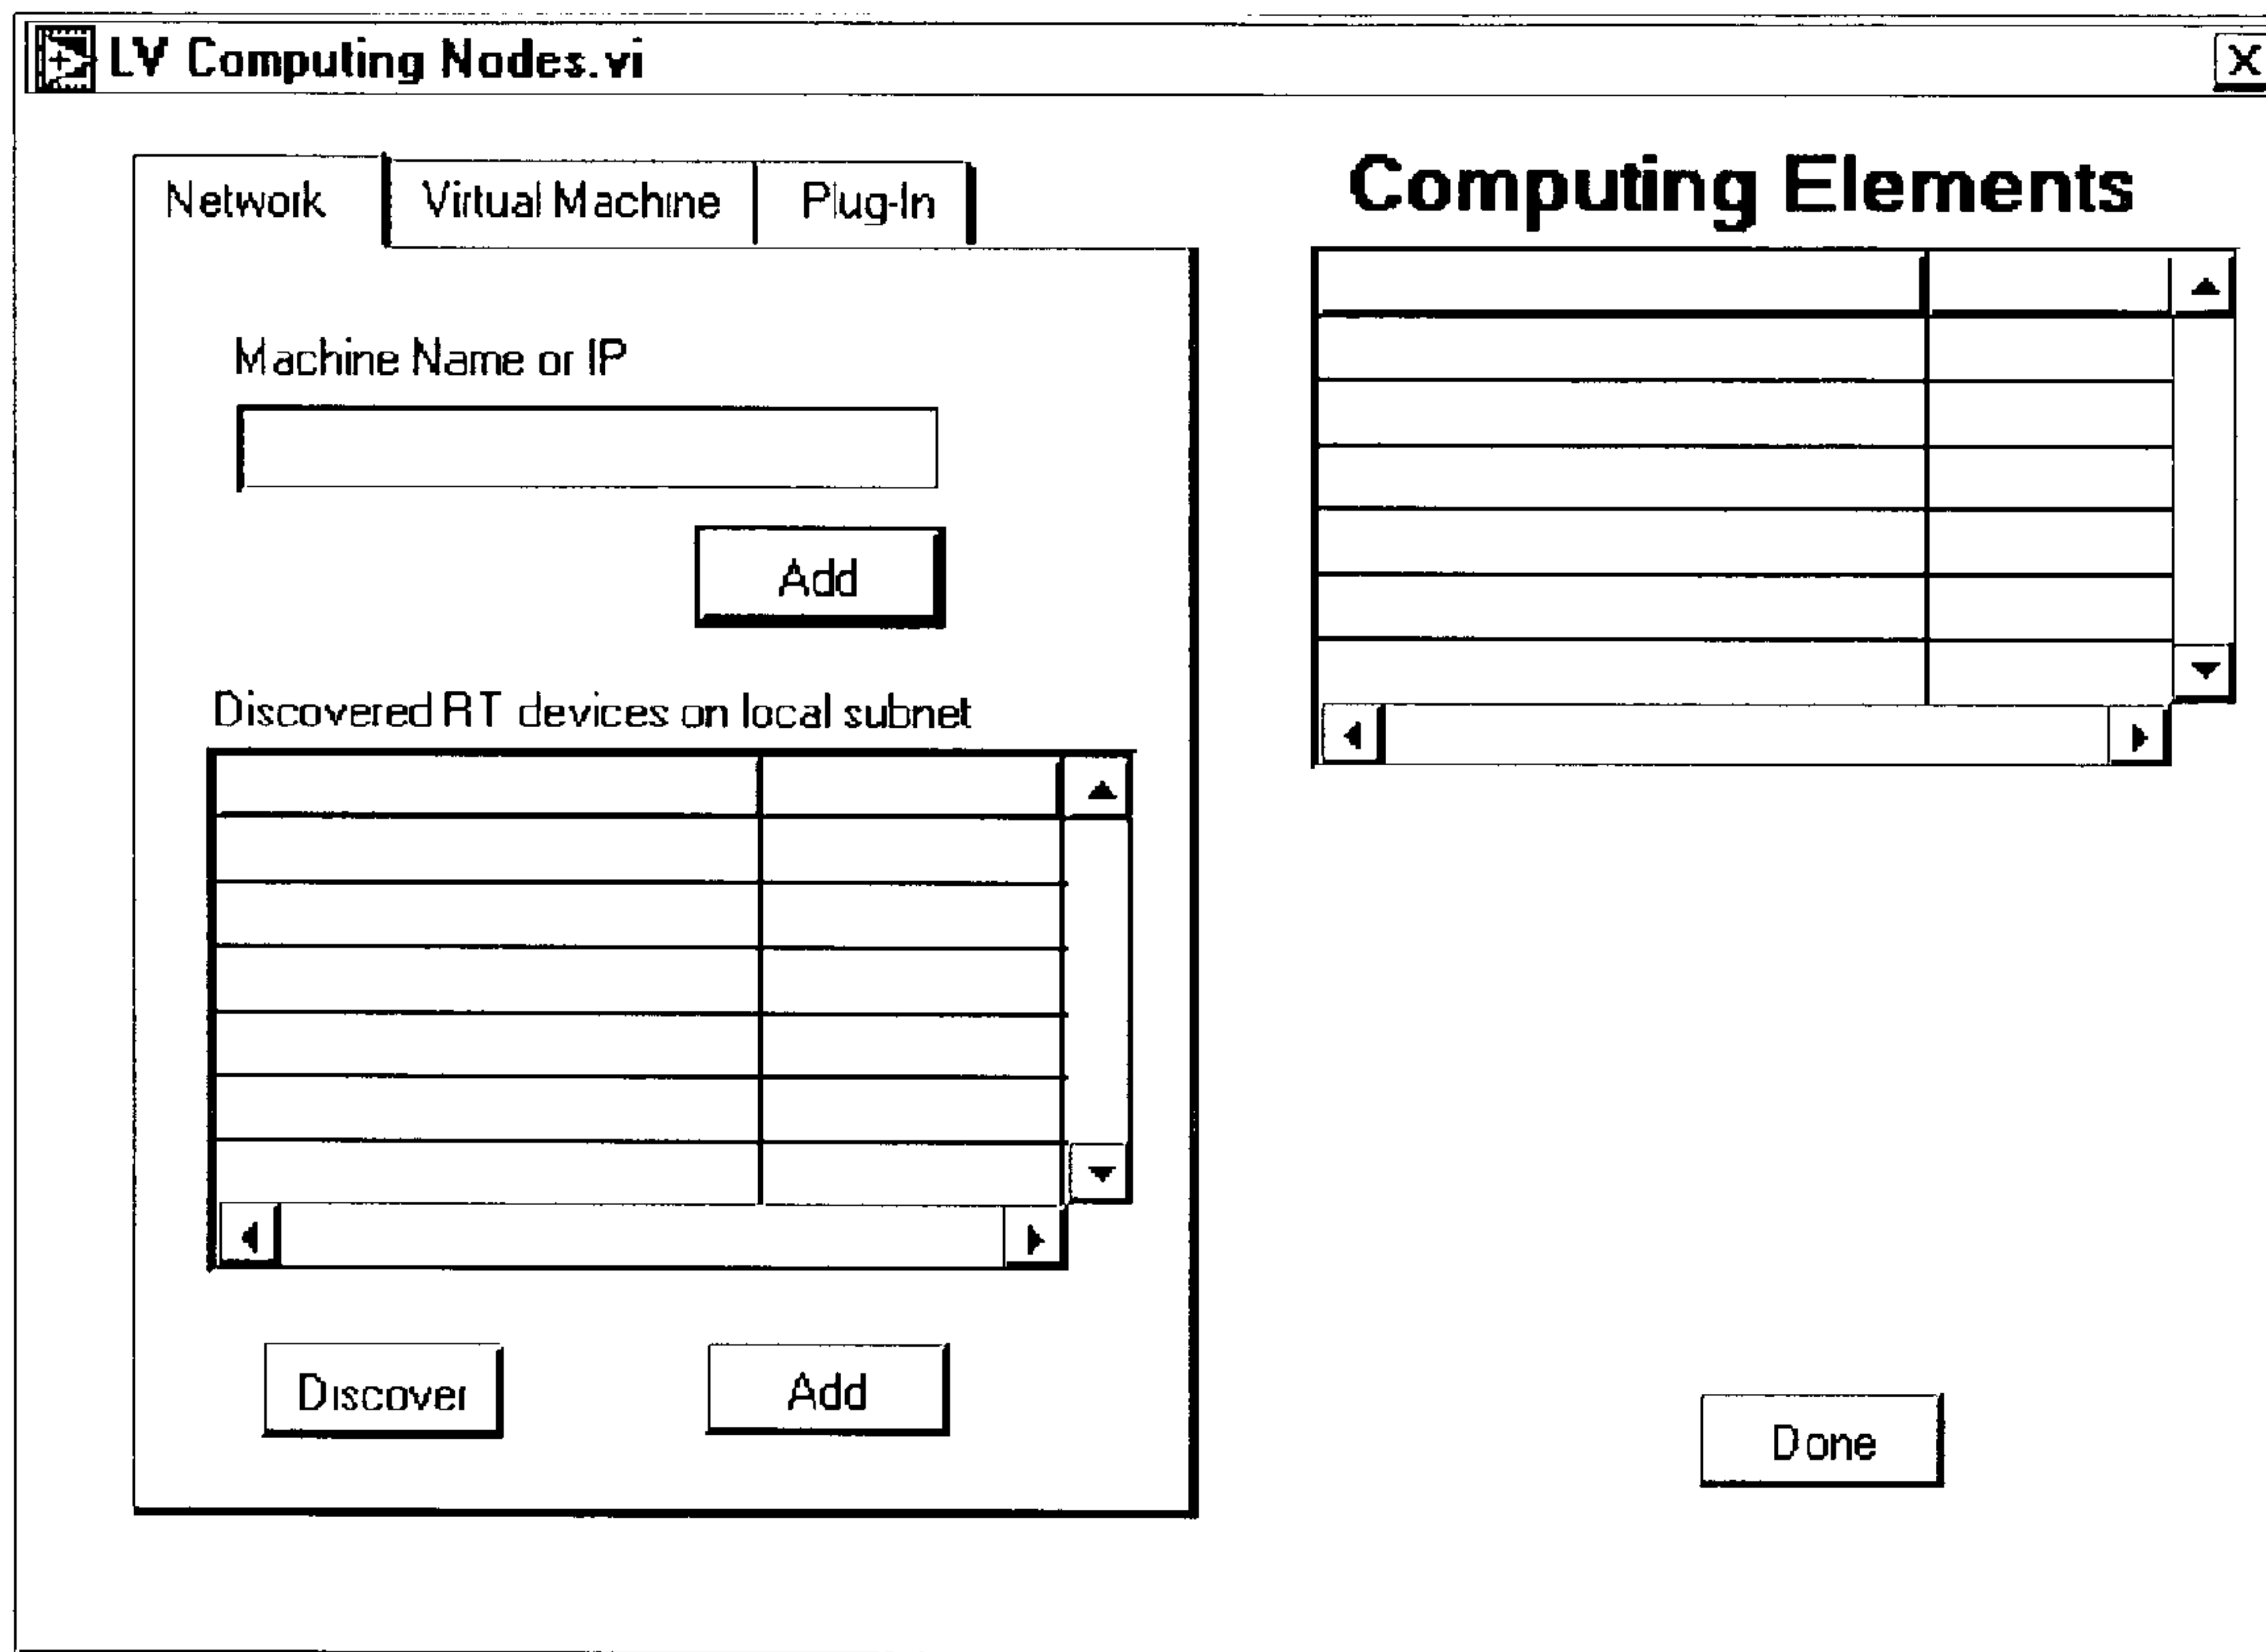 LV Computing Nodes.vi
X
Network
Virtual Machine
Plug-In
Computing Elements
Machine Name or IP
Add
Discovered RT devices on local subnet
Discover
Add
Done